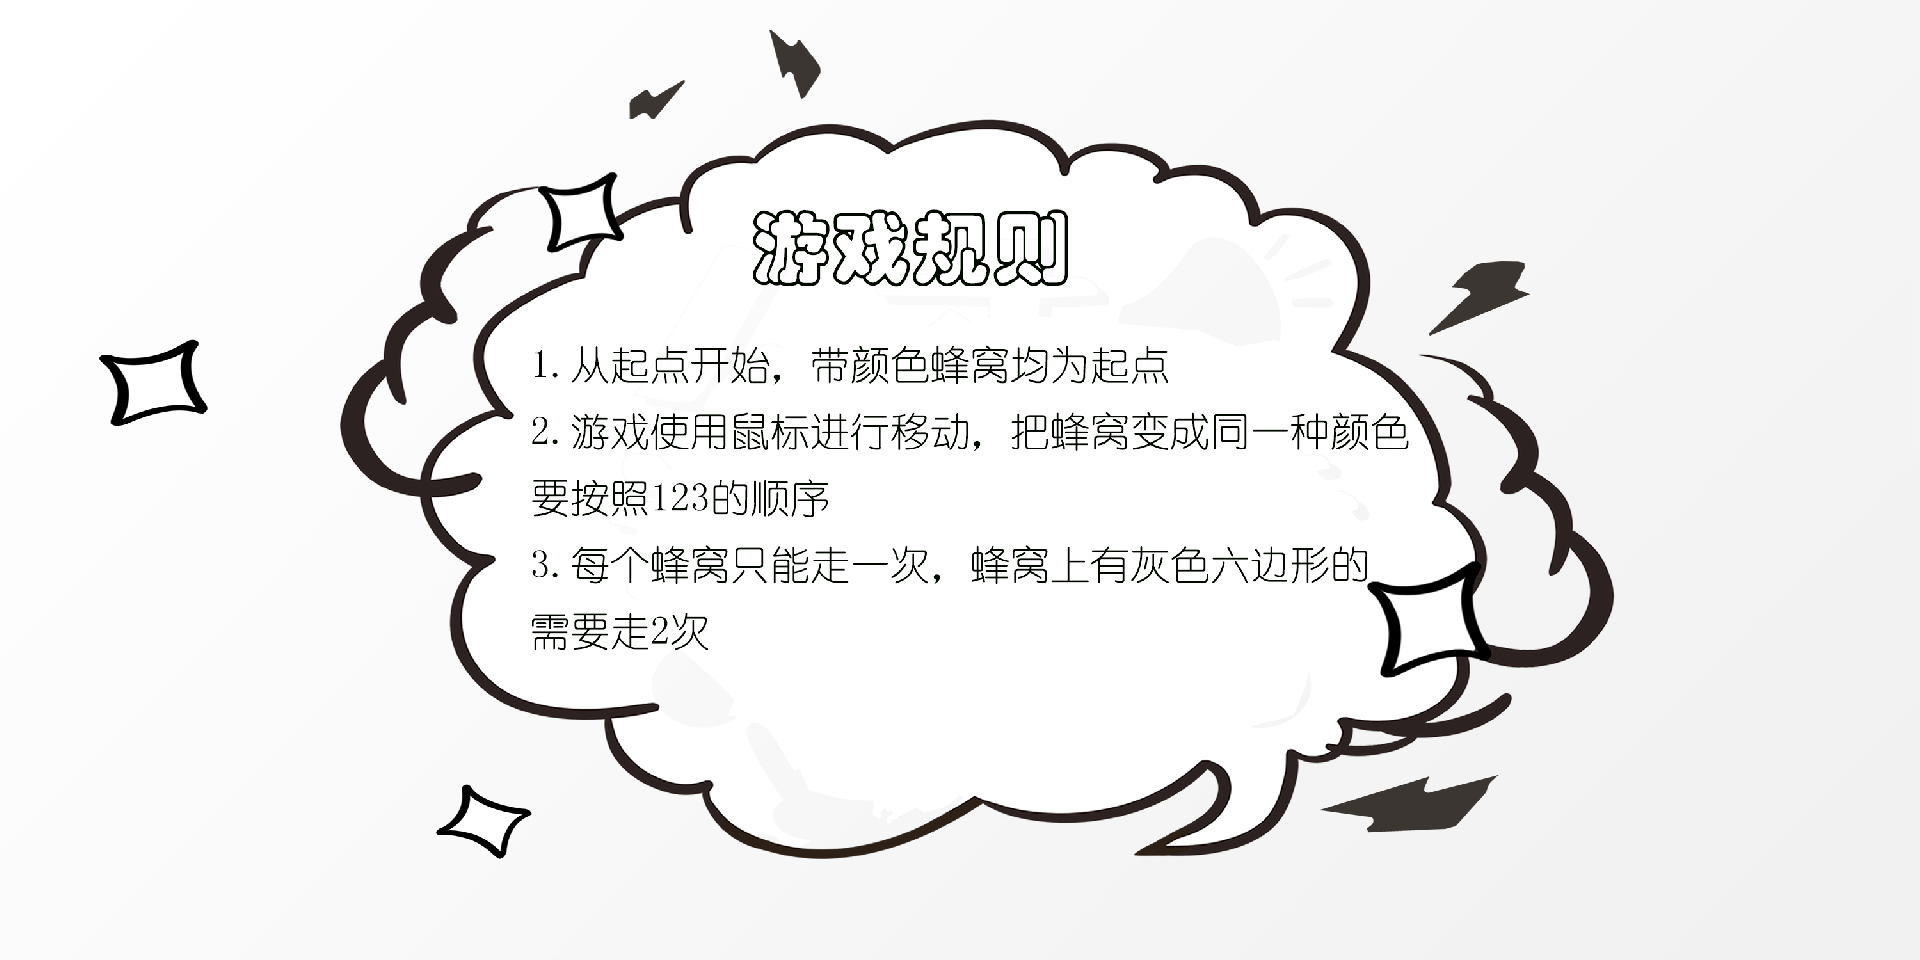 游戏规则
1. 从起点开始，带颜色蜂窝均为起点
2. 游戏使用鼠标进行移动，把蜂窝变成同一种颜色
要按照123的顺序
3. 每个蜂窝只能走一次，蜂窝上有灰色六边形的
需要走2次